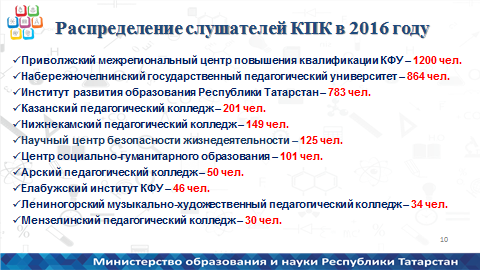 Распределение слушателей КПК в 2016 году
✓Приволжский межрегиональный центр повышения квалификации КФУ – 1200 чел.
✓Набережночелнинский государственный педагогический университет – 864 чел.
✓Институт развития образования Республики Татарстан – 783 чел.
✓Казанский педагогический колледж – 201 чел.
✓Нижнекамский педагогический колледж – 149 чел.
✓Научный центр безопасности жизнедеятельности – 125 чел.
✓Центр социально-гуманитарного образования – 101 чел.
✓Арский педагогический колледж – 50 чел.
✓Елабужский институт КФУ – 46 чел.
✓Лениногорский музыкально-художественный педагогический колледж – 34 чел.
✓Мензелинский педагогический колледж – 30 чел.
10
Министерство образования и науки Республики Татарстан